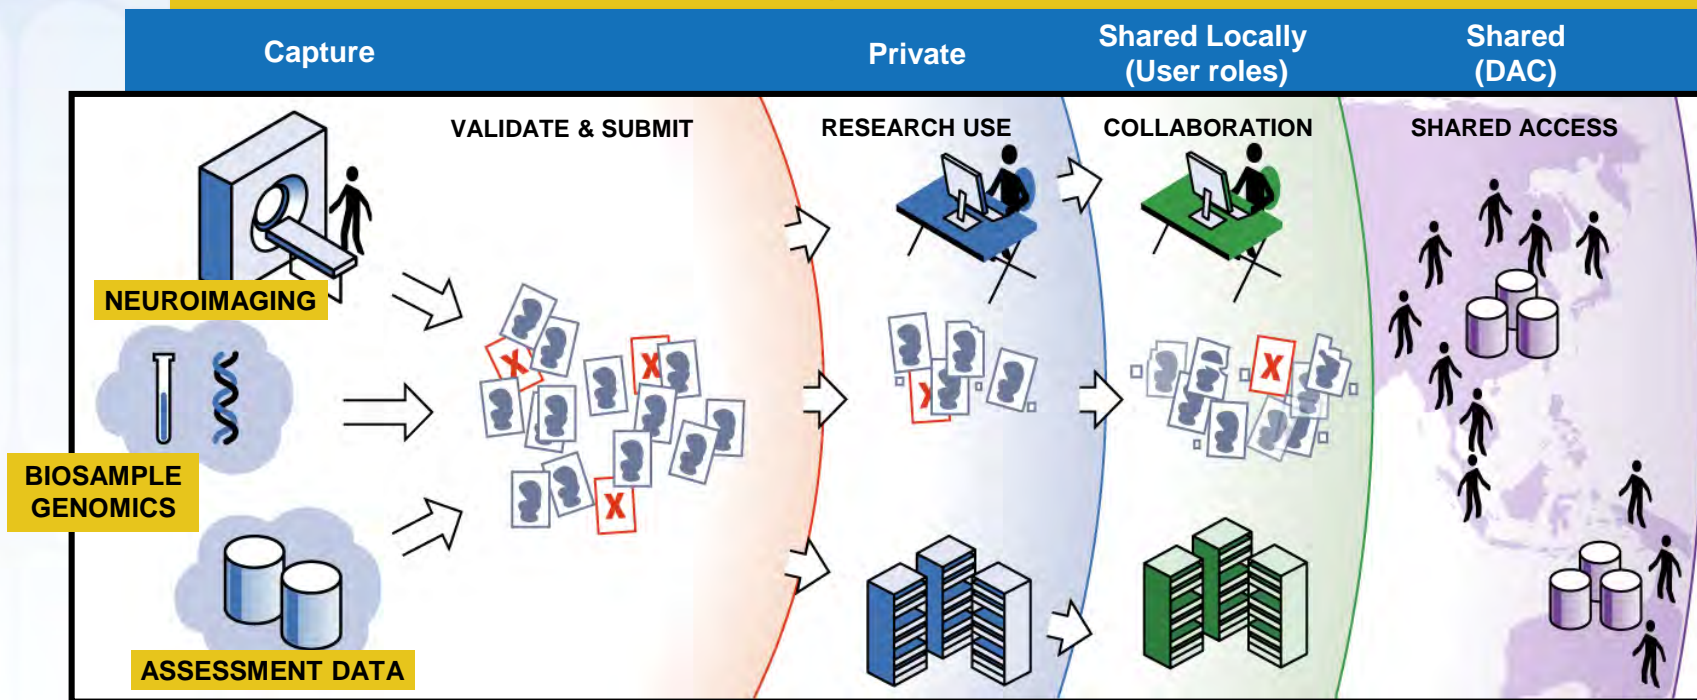 Capture
Private
Shared Locally
(User roles)
Shared
(DAC)
VALIDATE & SUBMIT
RESEARCH USE
COLLABORATION
SHARED ACCESS
NEUROIMAGING
BIOSAMPLE
GENOMICS
ASSESSMENT DATA
X
X
X
X
X